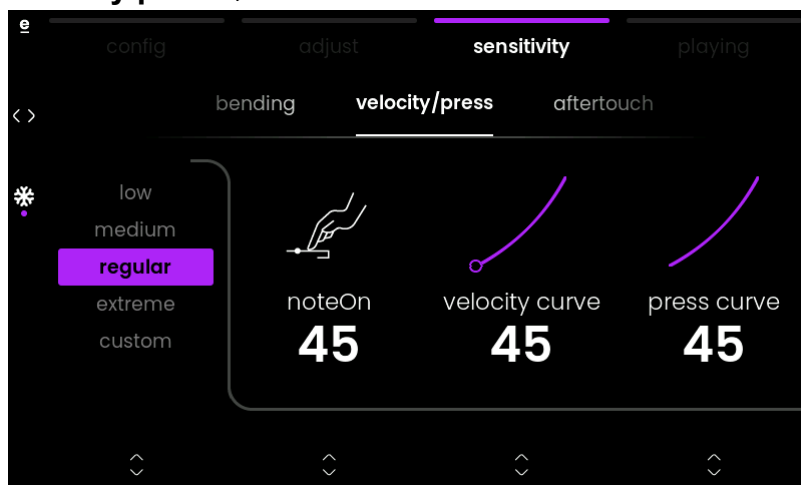 e
config adjust sensitivity playing
bending velocity/press aftertouch
low
medium
regular
extreme
custom
noteOn velocity curve press curve
45 45 45